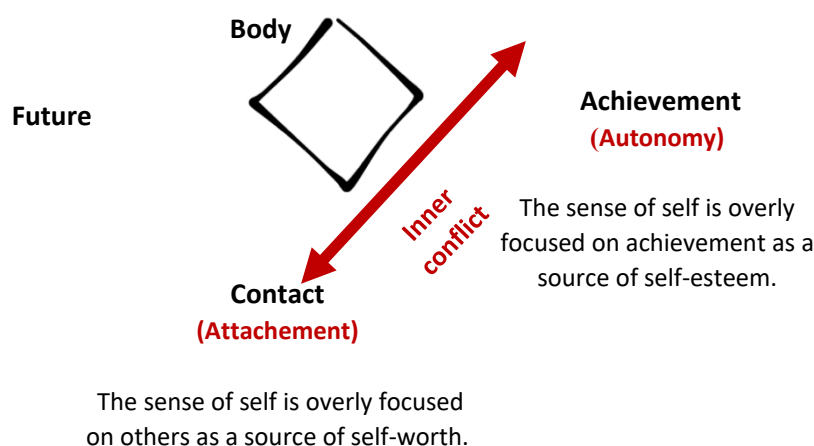 Body
Future
Achievement
(Autonomy)
Inner
conflict
The sense of self is overly
focused on achievement as a
source of self-esteem.
Contact
(Attachement)
The sense of self is overly focused
on others as a source of self-worth.